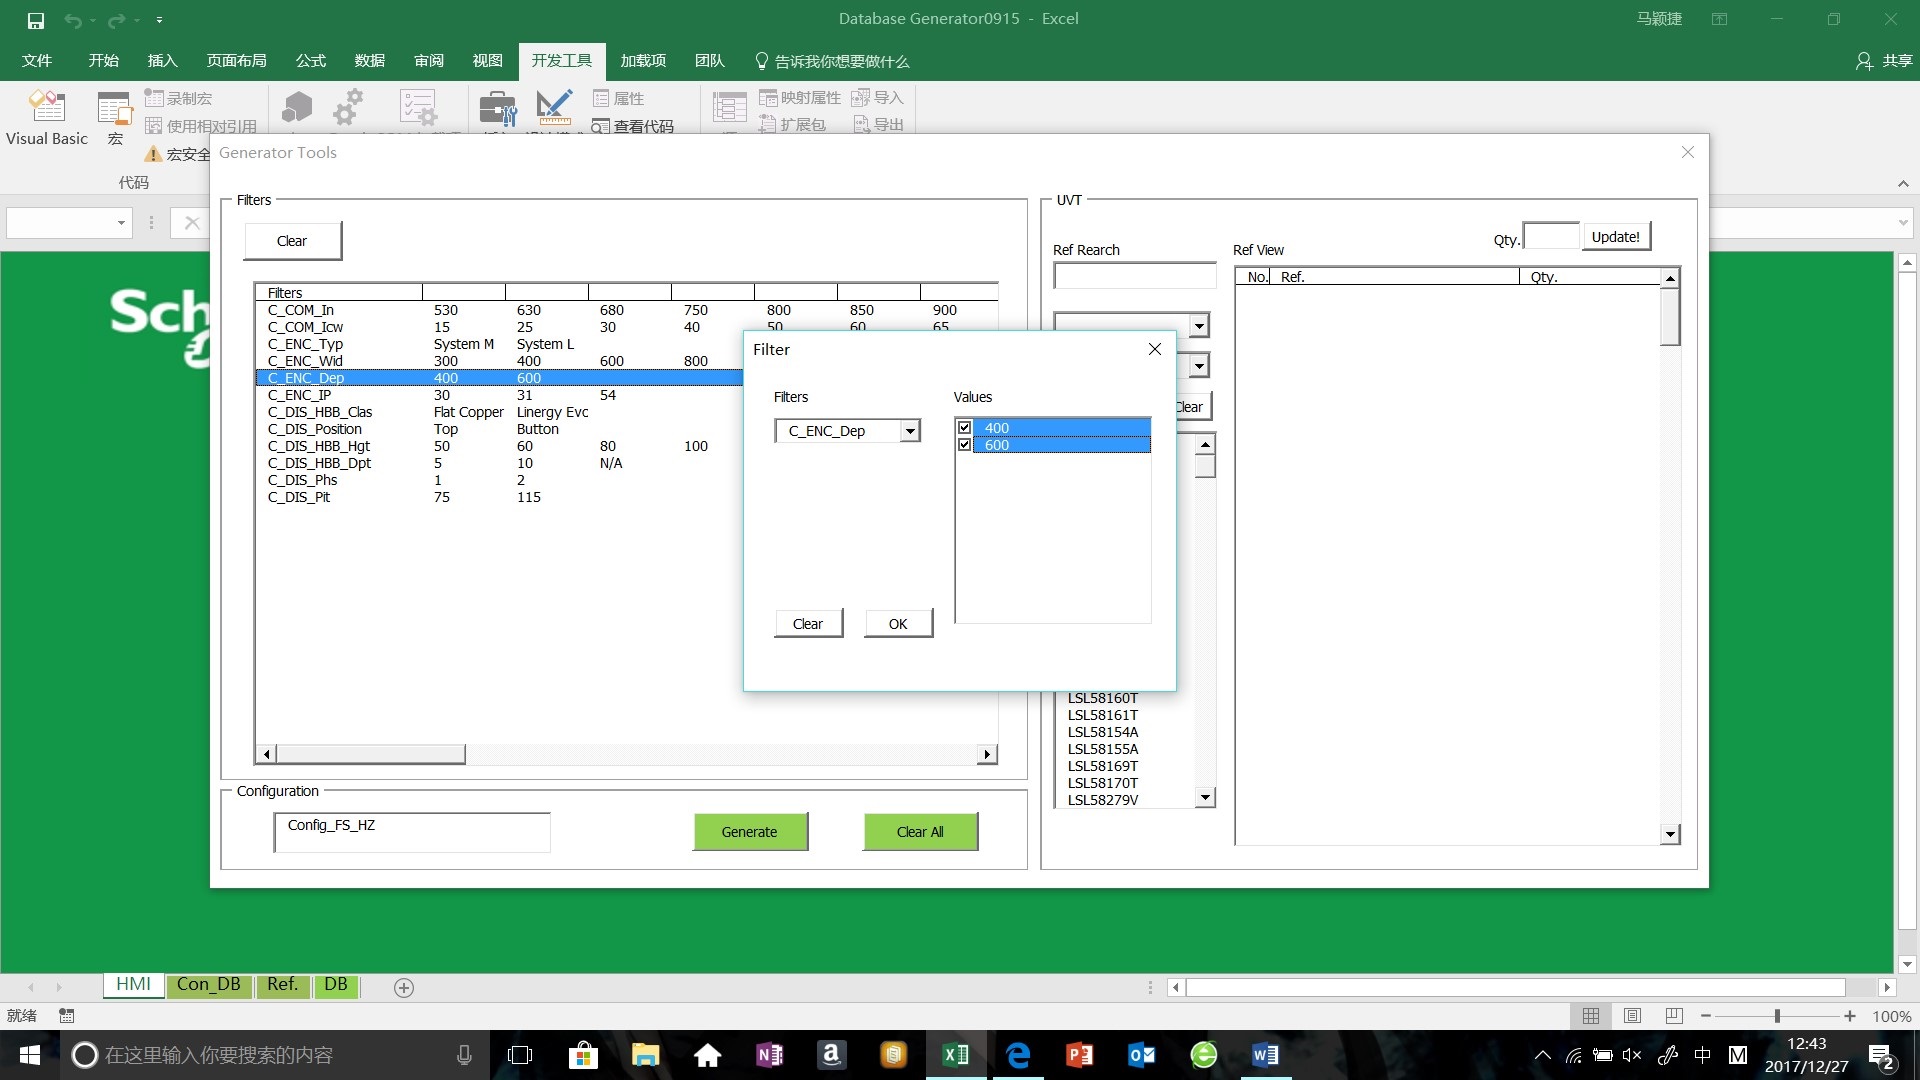 Database Generator0915 - Excel
马颖捷
文件 开始 插入 页面布局 公式 数据 审阅 视图 开发工具 加载项 团队 告诉我你想要做什么 共享
Visual Basic 宏 录制宏
使用相对引用
宏安全
代码
属性
查看代码
映射属性 导入
扩展包 导出
Generator Tools
Filters
Clear
Filters
C_COM_In 530 630 680 750 800 850 900
C_COM_Icw 15 25 30 40 50 60 65
C_ENC_Typ System M System L
C_ENC_Wid 300 400 600 800
C_ENC_Dep 400 600
C_ENC_IP 30 31 54
C_DIS_HBB_Clas Flat Copper Linergy Evc
C_DIS_Position Top Button
C_DIS_HBB_Hgt 50 60 80 100
C_DIS_HBB_Dpt 5 10 N/A
C_DIS_Phs 1 2
C_DIS_Pit 75 115
Configuration
Config_FS_HZ
Generate
Clear All
Filter
Filters
C_ENC_Dep
Values
400
600
Clear
OK
UVT
Ref Rearch
Ref View
Qty.
Update!
No. Ref. Qty.
Clear
LSL58160T
LSL58161T
LSL58154A
LSL58155A
LSL58169T
LSL58170T
LSL58279V
Sch
HMI Con_DB Ref. DB
就绪
100%
在这里输入你要搜索的内容
中 M
12:43
2017/12/27
2